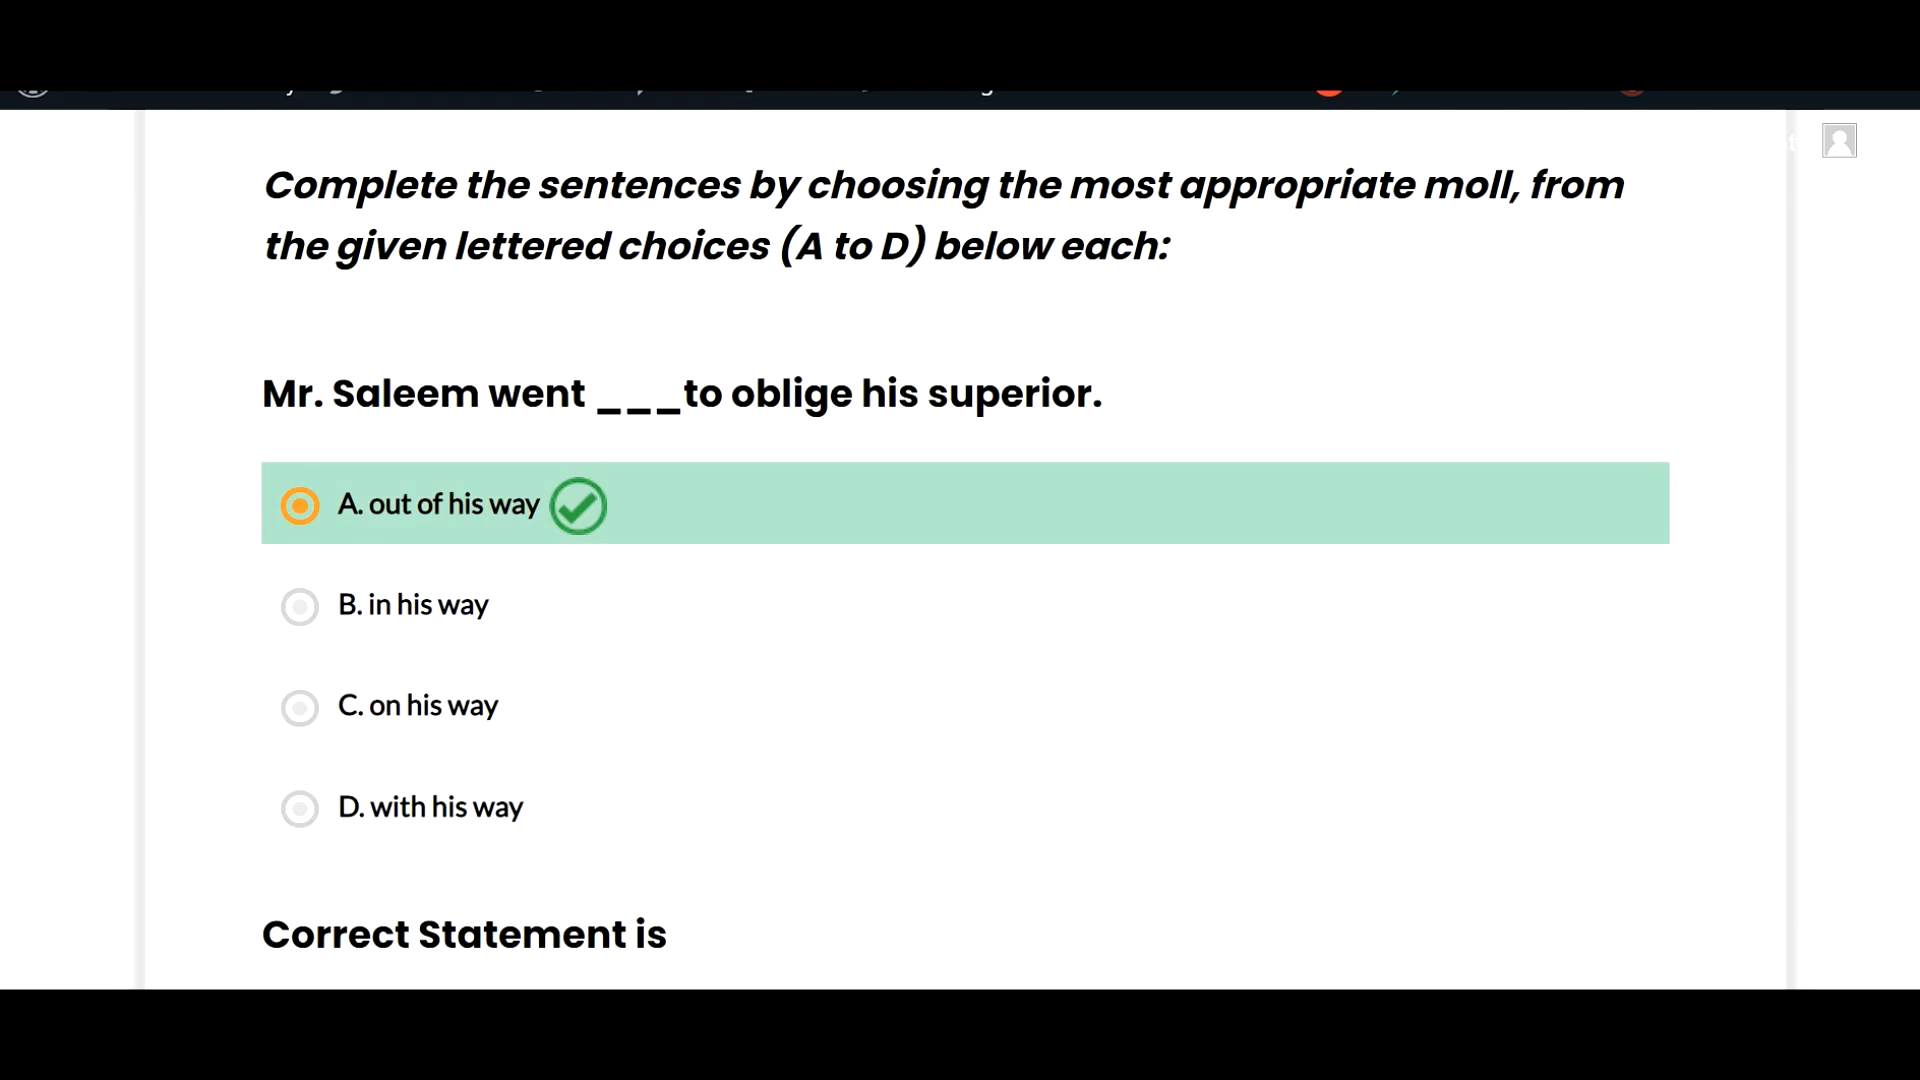 Complete the sentences by choosing the most appropriate moll, from
the given lettered choices (A to D) below each:
Mr. Saleem went ___to oblige his superior.
A. out of his way
B. in his way
C. on his way
D. with his way
Correct Statement is